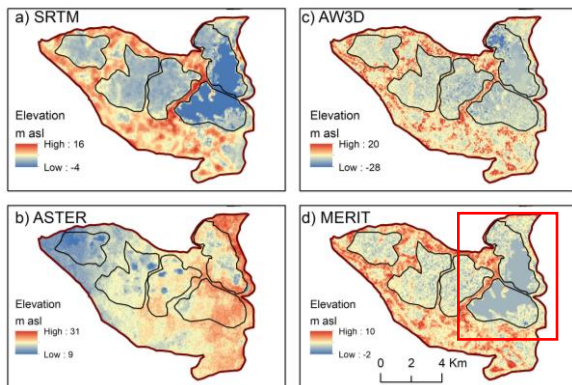 a) SRTM
Elevation
m asl
High : 16
Low : -4
c) AW3D
Elevation
m asl
High : 20
Low : -28
b) ASTER
Elevation
m asl
High : 31
Low : 9
d) MERIT
Elevation
m asl
High : 10
Low : -2
0 2 4 Km